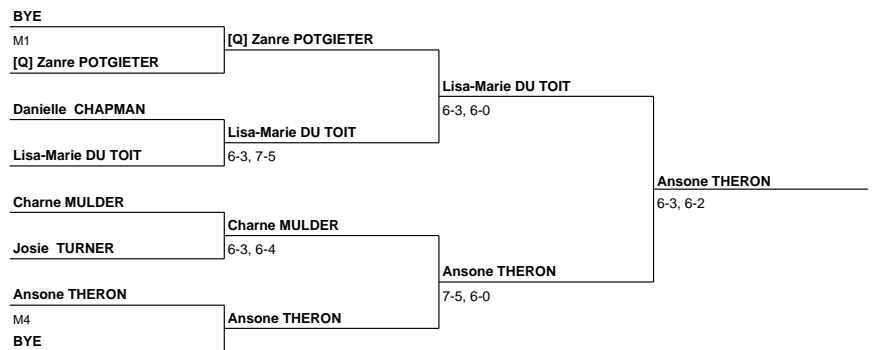 BYE
M1
[Q] Zanre POTGIETER
[Q] Zanre POTGIETER
Danielle CHAPMAN
Lisa-Marie DU TOIT
Lisa-Marie DU TOIT
6-3, 7-5
Lisa-Marie DU TOIT
6-3, 6-0
Charne MULDER
Josie TURNER
Charne MULDER
6-3, 6-4
Ansone THERON
M4
BYE
Ansone THERON
Ansone THERON
7-5, 6-0
Ansone THERON
6-3, 6-2